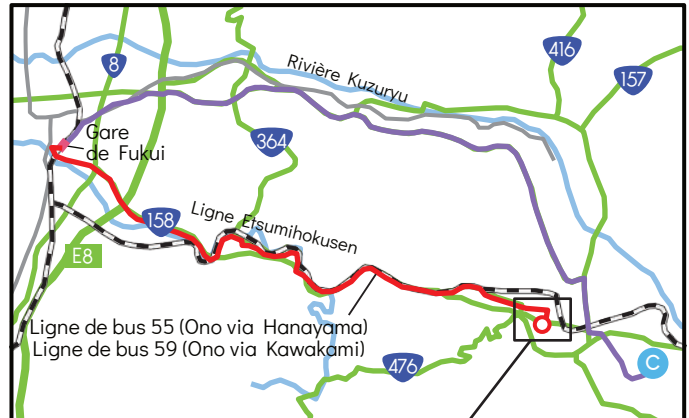 416
8
157
Rivière Kuzuryu
Gare
de Fukui
364
Ligne Etsumihokusen
158
E8
Ligne de bus 55 (Ono via Hanayama)
Ligne de bus 59 (Ono via Kawakami)
476
C